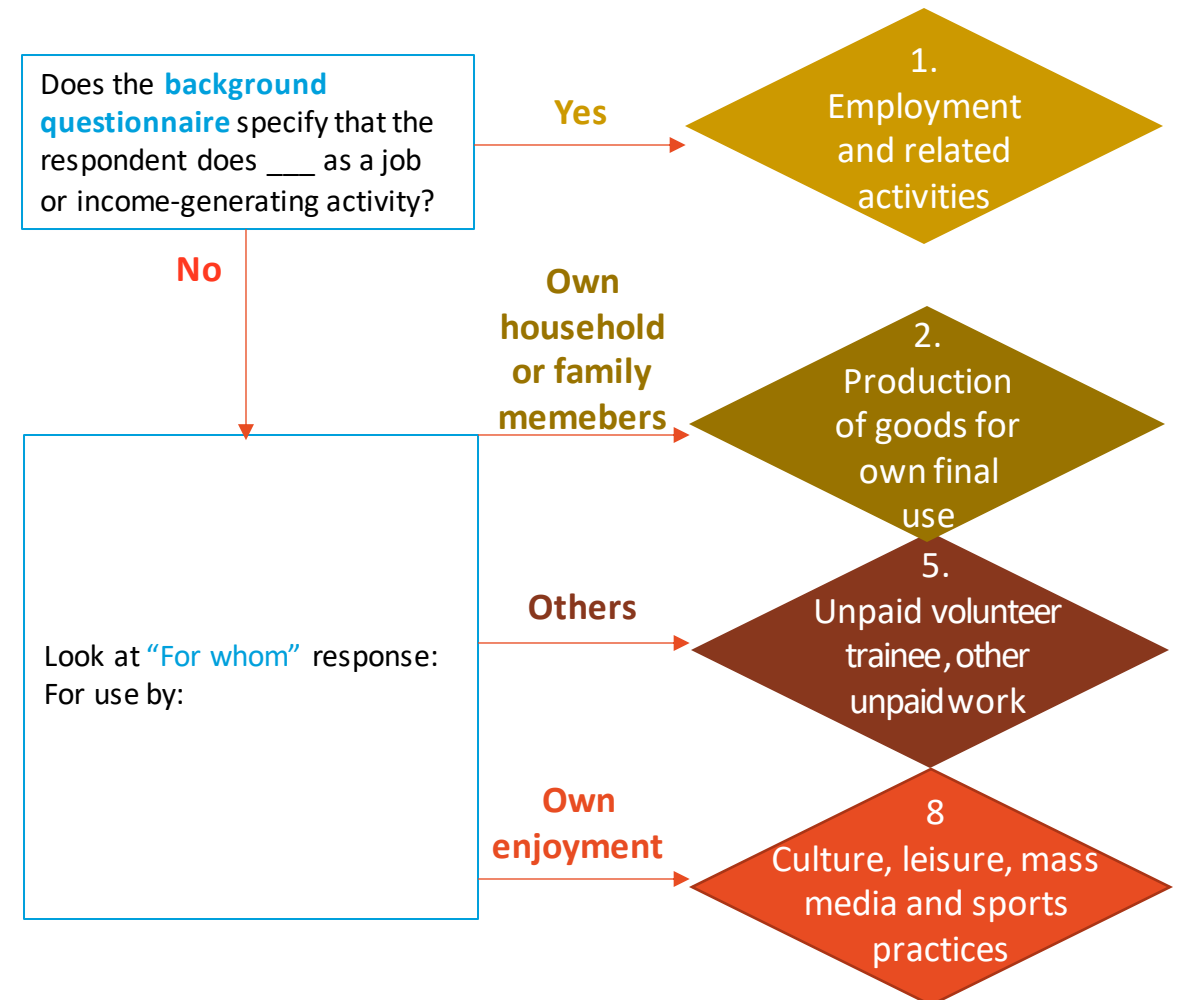 Does the background
questionnaire specify that the
respondent does ___ as a job
or income-generating activity?
Yes
1.
Employment
and related
activities
No
Own
household
or family
memebers
2.
Production
of goods for
own final
use
Look at “For whom” response:
For use by:
Others
5.
Unpaid volunteer
trainee, other
unpaid work
Own
enjoyment
8
Culture, leisure, mass
media and sports
practices